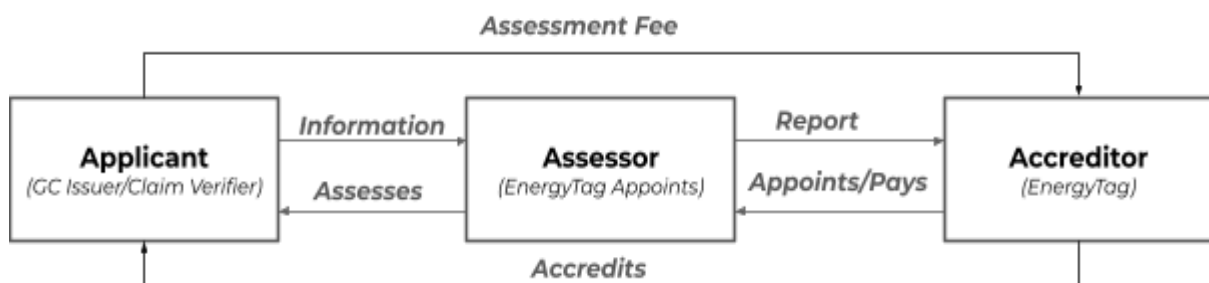 Assessment Fee
Information
Report
Applicant
(GC Issuer/Claim Verifier)
Assessor
(EnergyTag Appoints)
Accreditor
(EnergyTag)
Assesses
Appoints/Pays
Accredits